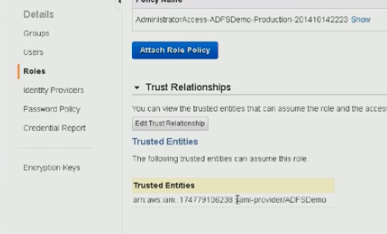 Policy Name
Details
AdministratorAccess-ADFSDemo-Production-201410142223 Show
Groups
Users
Attach Role Policy
Roles
Identity Providers
Trust Relationships
Password Policy
You can view the trusted entities that can assume the role and the access
Credential Report
Edit Trust Relationship
Trusted Entities
The following trusted entities can assume this role.
Encryption Keys
Trusted Entities
arn:aws:iam::174779106238:saml-provider/ADFSDemo